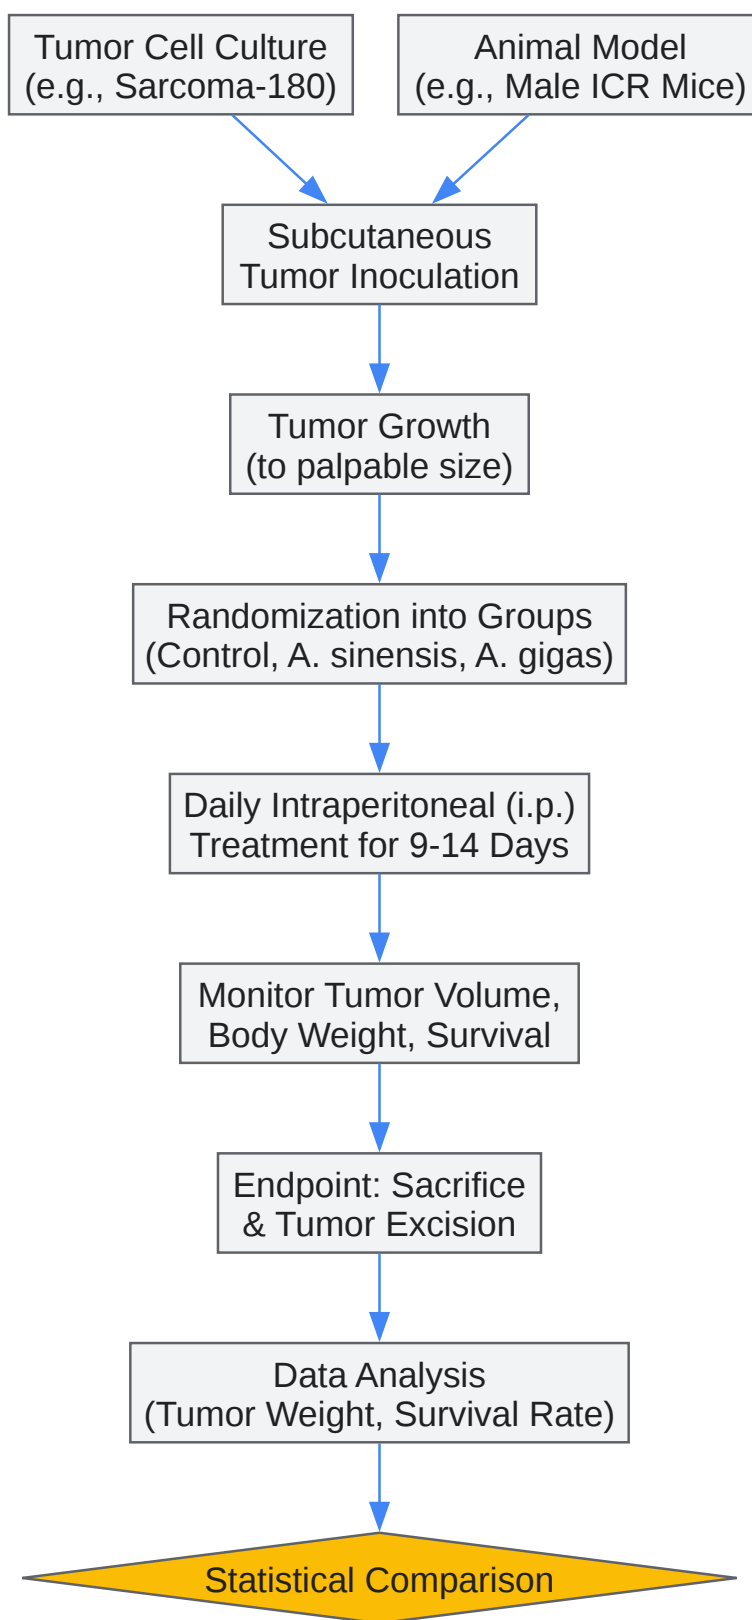 Tumor Cell Culture
(e.g., Sarcoma-180)
Animal Model
(e.g., Male ICR Mice)
Subcutaneous
Tumor Inoculation
Tumor Growth
(to palpable size)
Randomization into Groups
(Control, A. sinensis, A. gigas)
Daily Intraperitoneal (i.p.)
Treatment for 9-14 Days
Monitor Tumor Volume,
Body Weight, Survival
Endpoint: Sacrifice
& Tumor Excision
Data Analysis
(Tumor Weight, Survival Rate)
Statistical Comparison